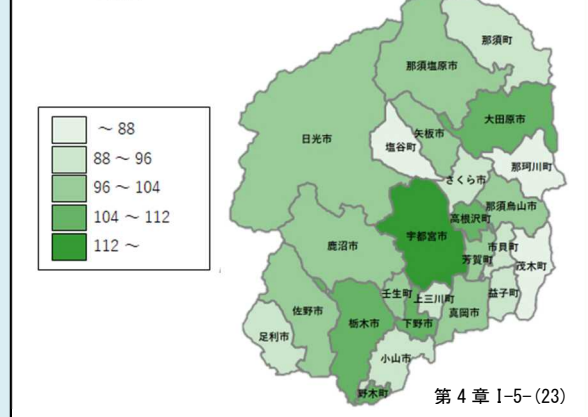 那須町
那須塩原市
大田原市
日光市
矢板市
塩谷町
那珂川町
さくら市
那須烏山市
高根沢町
宇都宮市
鹿沼市
市貝町
芳賀町
茂木町
壬生町
上三川町
益子町
佐野市
真岡市
栃木市
下野市
足利市
小山市
野木町
～ 88
88 ～ 96
96 ～ 104
104 ～ 112
112 ～
第４章 Ⅰ-5-(23)